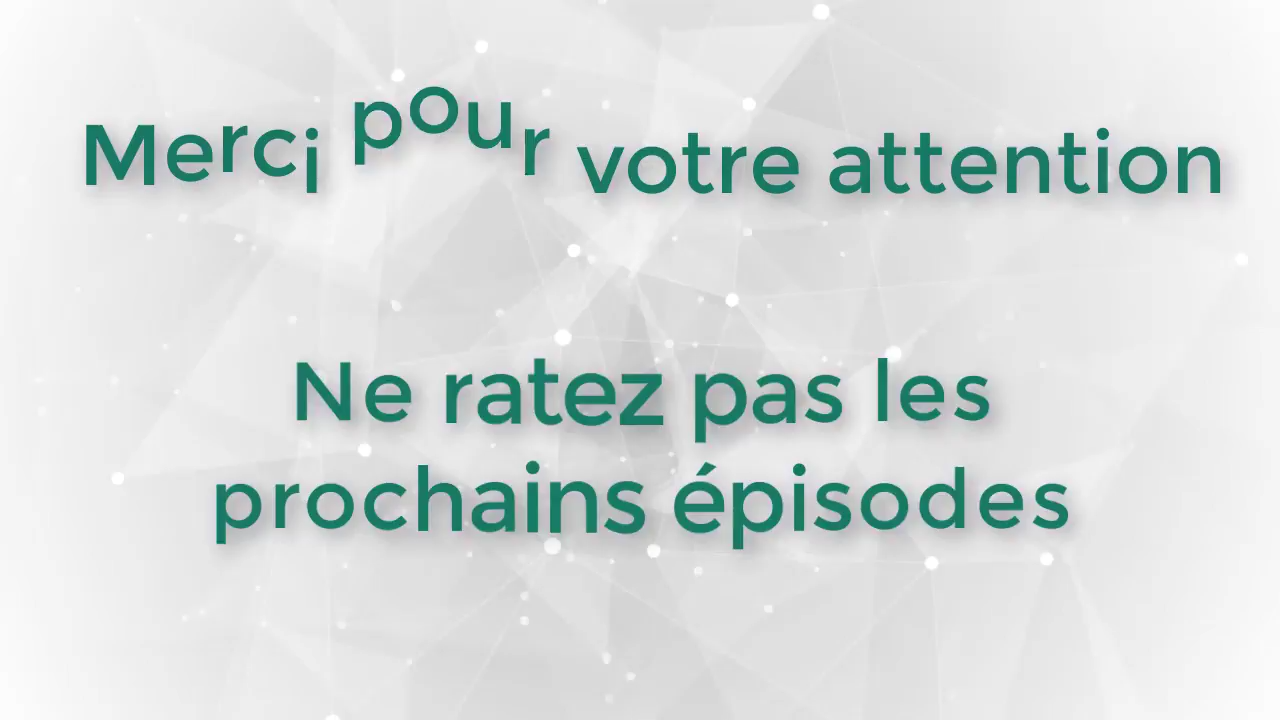 Merci pour votre attention
Ne ratez pas les
prochains épisodes